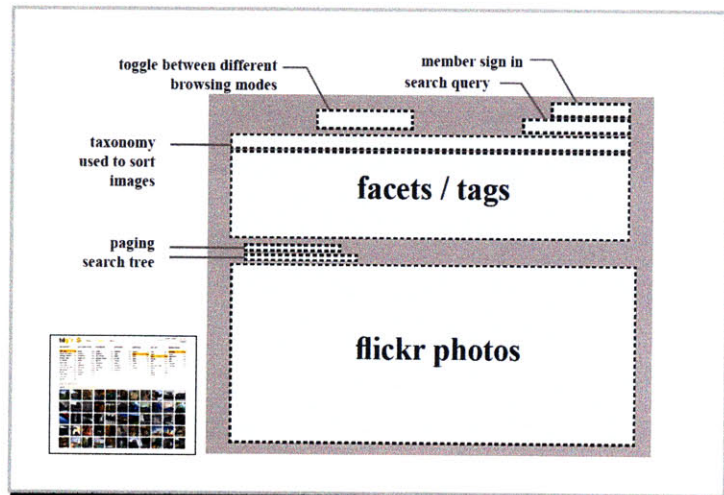 toggle between different
browsing modes
member sign in
search query
taxonomy
used to sort
images
facets / tags
paging
search tree
flickr photos